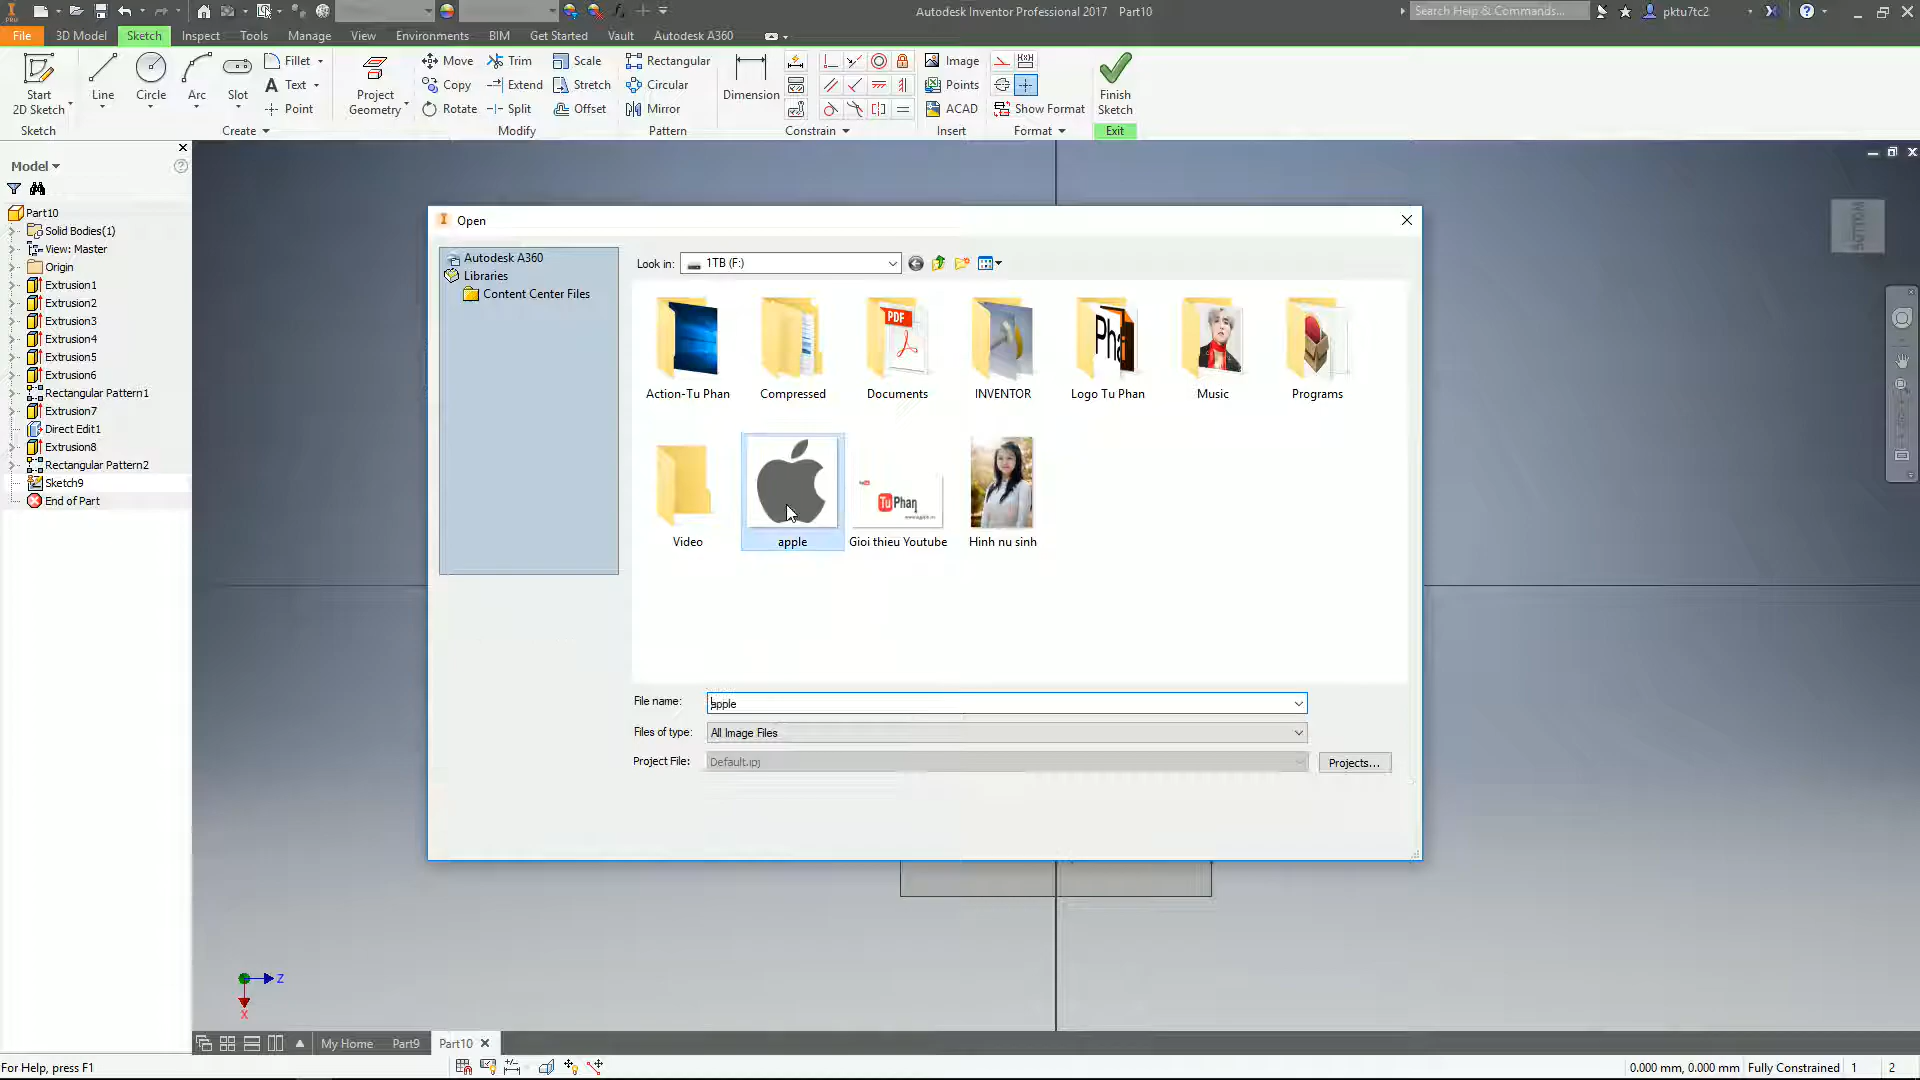 Autodesk Inventor Professional 2017 Part10
Search Help & Commands...
pktu7tc2
File 3D Model Sketch Inspect Tools Manage View Environments BIM Get Started Vault Autodesk A360
Start 2D Sketch
Line
Circle
Arc
Slot
Fillet
Text
Point
Project Geometry
Move
Copy
Rotate
Trim
Extend
Split
Scale
Stretch
Offset
Rectangular
Circular
Mirror
Dimension
Image
Points
ACAD
Show Format
Finish Sketch
Sketch Create Modify Pattern Constrain Insert Format Exit
Model
Part10
Solid Bodies(1)
View: Master
Origin
Extrusion1
Extrusion2
Extrusion3
Extrusion4
Extrusion5
Extrusion6
Rectangular Pattern1
Extrusion7
Direct Edit1
Extrusion8
Rectangular Pattern2
Sketch9
End of Part
Open
Autodesk A360
Libraries
Content Center Files
Look in: 1TB (F:)
PDF
Action-Tu Phan
Compressed
Documents
INVENTOR
Logo Tu Phan
Music
Programs
Tu Phan
Video
apple
Gioi thieu Youtube
Hinh nu sinh
File name: apple
Files of type: All Image Files
Project File: Default.ipj
Projects...
Z
X
My Home Part9 Part10
For Help, press F1
0.000 mm, 0.000 mm Fully Constrained 1 2